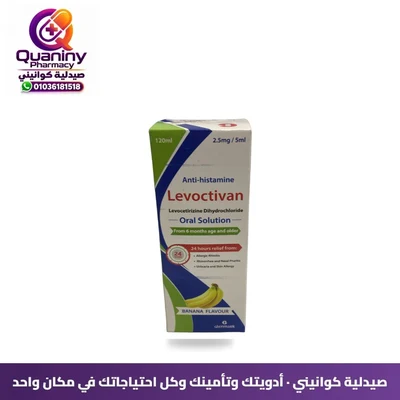 Quaniny
Pharmacy
صيدلية كوانيني
01036181518
120ml
2.5mg / 5ml
Anti-histamine
Levoctivan
Levocetirizine Dihydrochloride
Oral Solution
From 6 months age and older
24 hours relief from:
24
BANANA FLAVOUR
صيدلية كوانيني · أدويتك وتأمينك وكل احتياجاتك في مكان واحد